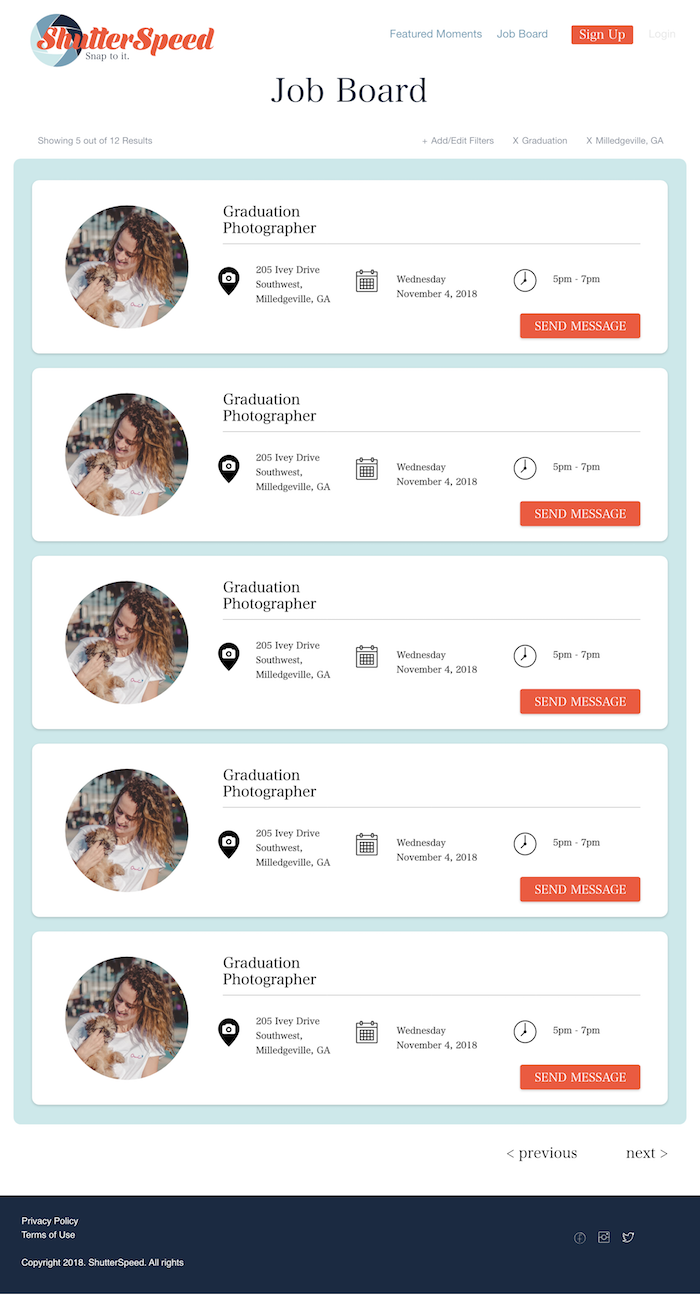 ShutterSpeed
Snap to it.
Featured Moments
Job Board
Sign Up
Login
Job Board
Showing 5 out of 12 Results
+ Add/Edit Filters
X Graduation
X Milledgeville, GA
Graduation
Photographer
205 Ivey Drive
Southwest,
Milledgeville, GA
Wednesday
November 4, 2018
5pm - 7pm
SEND MESSAGE
Graduation
Photographer
205 Ivey Drive
Southwest,
Milledgeville, GA
Wednesday
November 4, 2018
5pm - 7pm
SEND MESSAGE
Graduation
Photographer
205 Ivey Drive
Southwest,
Milledgeville, GA
Wednesday
November 4, 2018
5pm - 7pm
SEND MESSAGE
Graduation
Photographer
205 Ivey Drive
Southwest,
Milledgeville, GA
Wednesday
November 4, 2018
5pm - 7pm
SEND MESSAGE
Graduation
Photographer
205 Ivey Drive
Southwest,
Milledgeville, GA
Wednesday
November 4, 2018
5pm - 7pm
SEND MESSAGE
< previous
next >
Privacy Policy
Terms of Use
Copyright 2018. ShutterSpeed. All rights